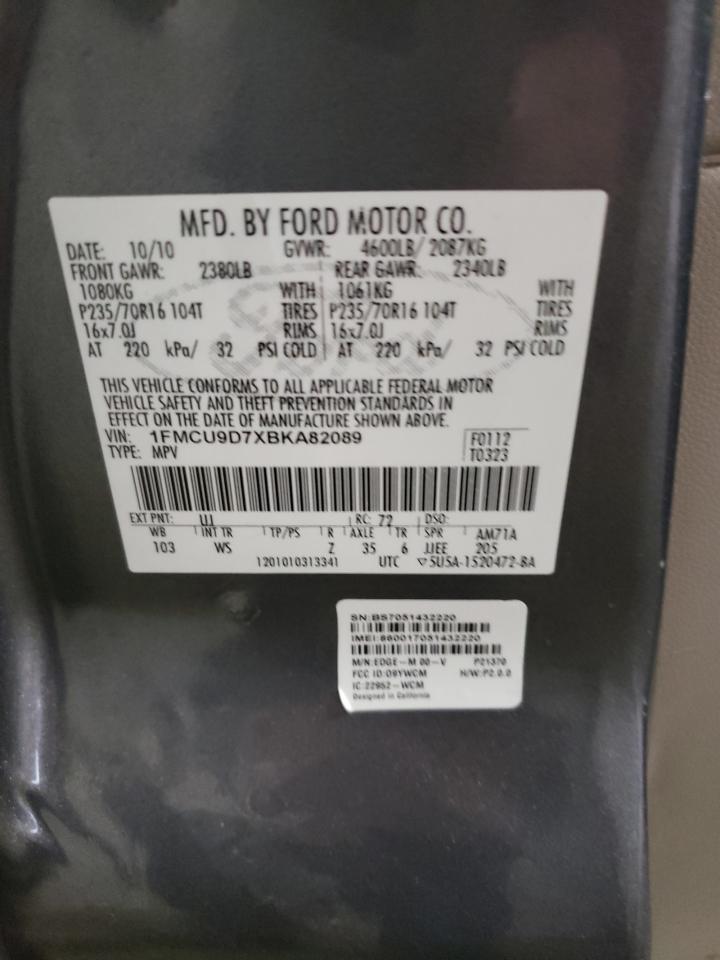 MFD. BY FORD MOTOR CO.
DATE: 10/10 GVWR: 4600LB/ 2087KG
FRONT GAWR: 2380LB REAR GAWR: 2340LB
1080KG WITH 1061KG WITH
P235/70R16 104T TIRES P235/70R16 104T TIRES
16x7.0J RIMS 16x7.0J RIMS
AT 220 kPa/ 32 PSI COLD AT 220 kPa/ 32 PSI COLD
THIS VEHICLE CONFORMS TO ALL APPLICABLE FEDERAL MOTOR
VEHICLE SAFETY AND THEFT PREVENTION STANDARDS IN
EFFECT ON THE DATE OF MANUFACTURE SHOWN ABOVE.
VIN: 1FMCU9D7XBKA82089 F0112
TYPE: MPV T0323
EXT PNT: UJ RC: 72 DSO:
WB INT TR TP/PS R AXLE TR SPR AM71A
103 WS Z 35 6 JJEE 205
1201010313341 UTC ▽5U5A-1520472-BA
SN:BS7051432220
IMEI:860017051432220
M/N:EDGE-M 00-V P21370
FCC ID:O9YWCM H/W:P2.0.0
IC:22952-WCM
Designed in California